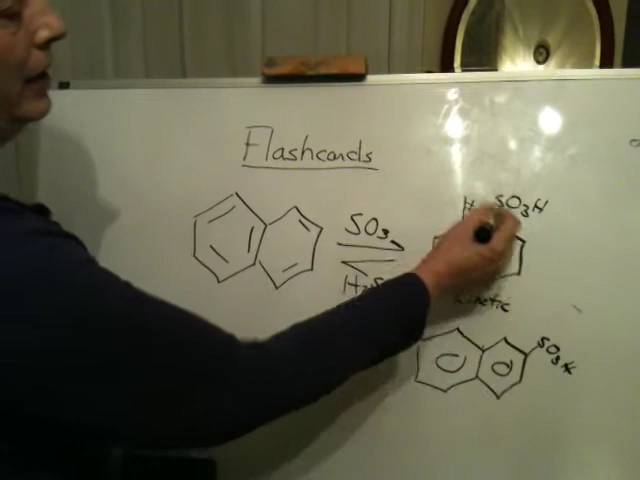 Flashcards
SO3
H2S
H SO3H
kinetic
SO3H